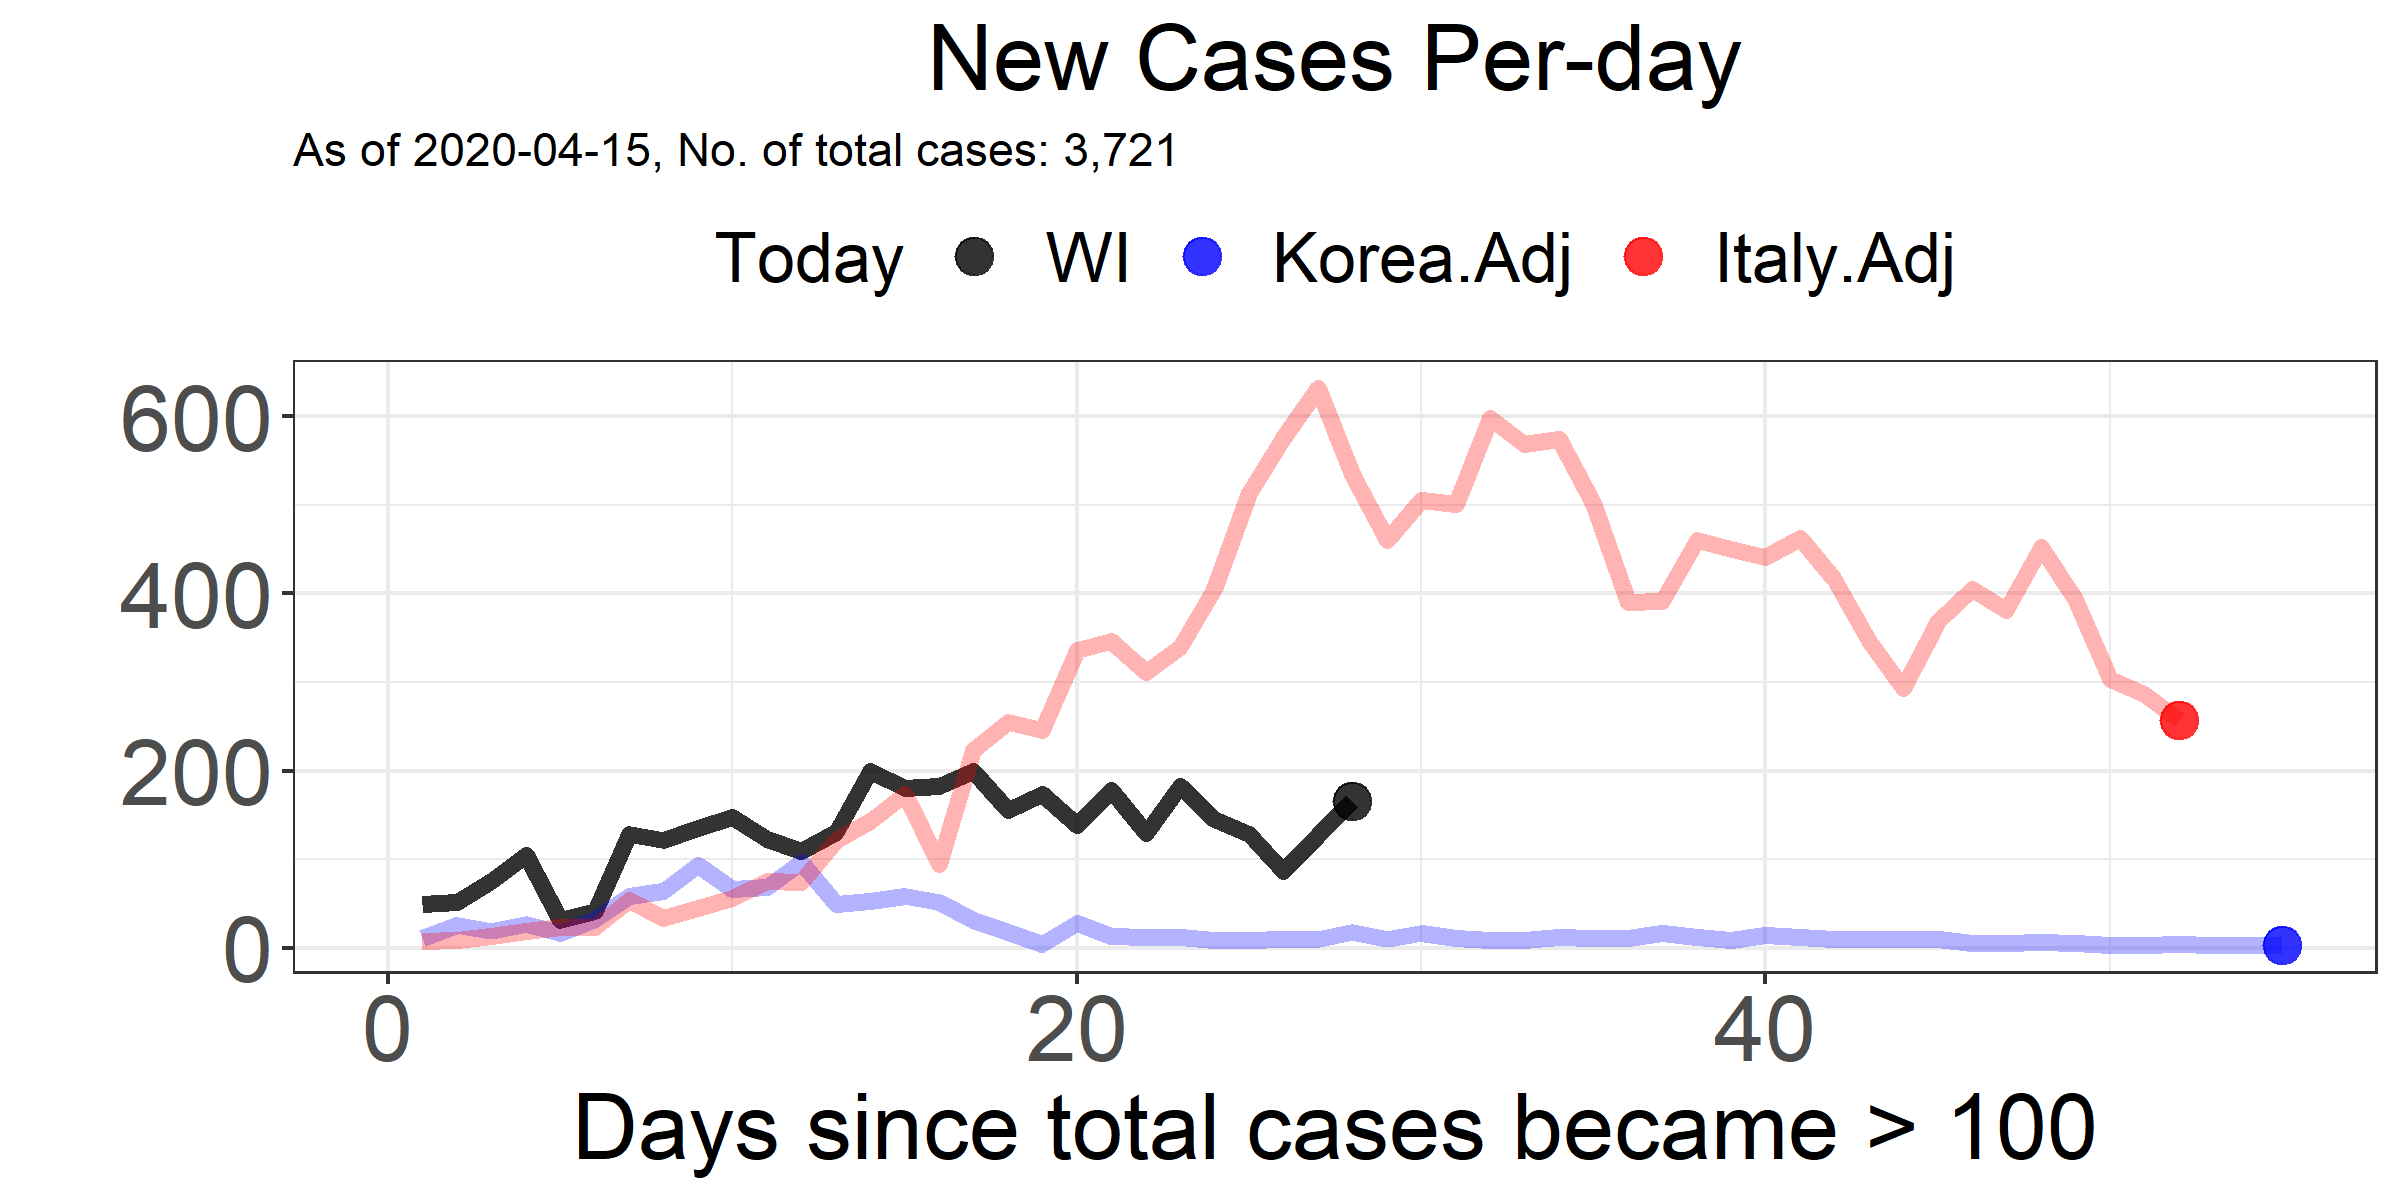 New Cases Per-day
As of 2020-04-15, No. of total cases: 3,721
Today WI Korea.Adj Italy.Adj
600
400
200
0
0 20 40
Days since total cases became > 100